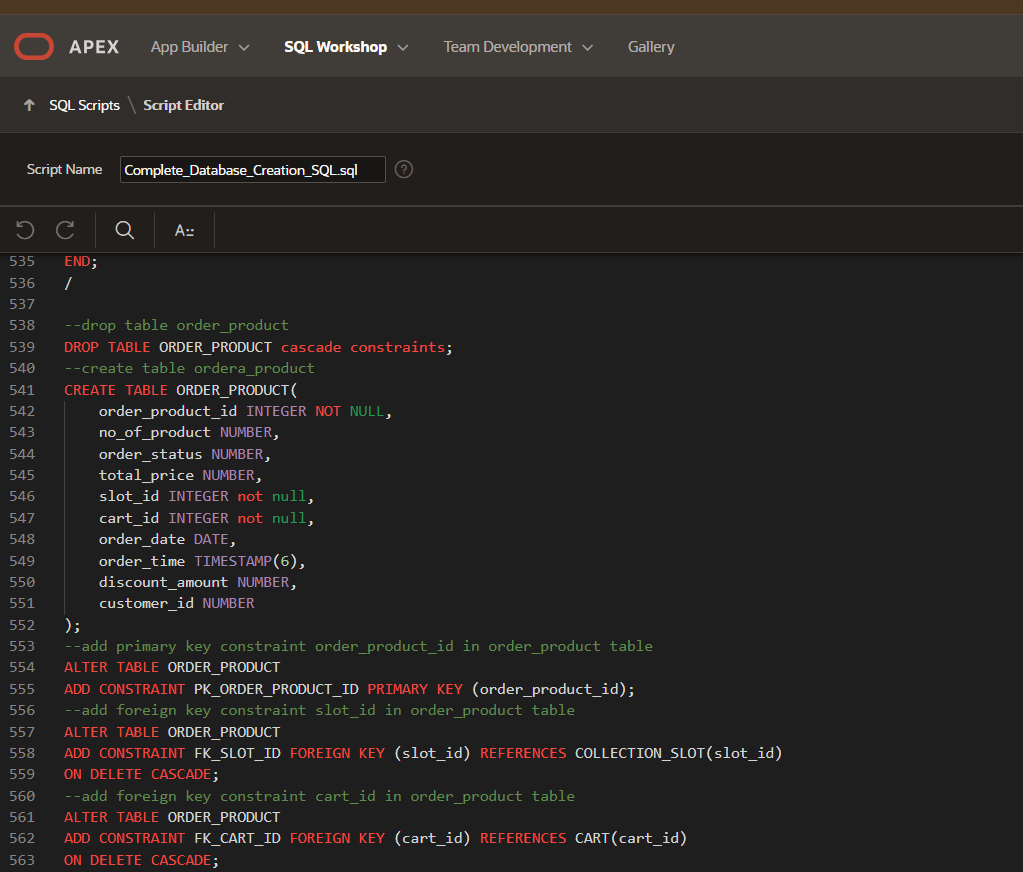 APEX App Builder SQL Workshop Team Development Gallery
SQL Scripts \ Script Editor
Script Name Complete_Database_Creation_SQL.sql ?
A::
535 END;
536 /
537
538 --drop table order_product
539 DROP TABLE ORDER_PRODUCT cascade constraints;
540 --create table ordera_product
541 CREATE TABLE ORDER_PRODUCT(
542     order_product_id INTEGER NOT NULL,
543     no_of_product NUMBER,
544     order_status NUMBER,
545     total_price NUMBER,
546     slot_id INTEGER not null,
547     cart_id INTEGER not null,
548     order_date DATE,
549     order_time TIMESTAMP(6),
550     discount_amount NUMBER,
551     customer_id NUMBER
552 );
553 --add primary key constraint order_product_id in order_product table
554 ALTER TABLE ORDER_PRODUCT
555 ADD CONSTRAINT PK_ORDER_PRODUCT_ID PRIMARY KEY (order_product_id);
556 --add foreign key constraint slot_id in order_product table
557 ALTER TABLE ORDER_PRODUCT
558 ADD CONSTRAINT FK_SLOT_ID FOREIGN KEY (slot_id) REFERENCES COLLECTION_SLOT(slot_id)
559 ON DELETE CASCADE;
560 --add foreign key constraint cart_id in order_product table
561 ALTER TABLE ORDER_PRODUCT
562 ADD CONSTRAINT FK_CART_ID FOREIGN KEY (cart_id) REFERENCES CART(cart_id)
563 ON DELETE CASCADE;